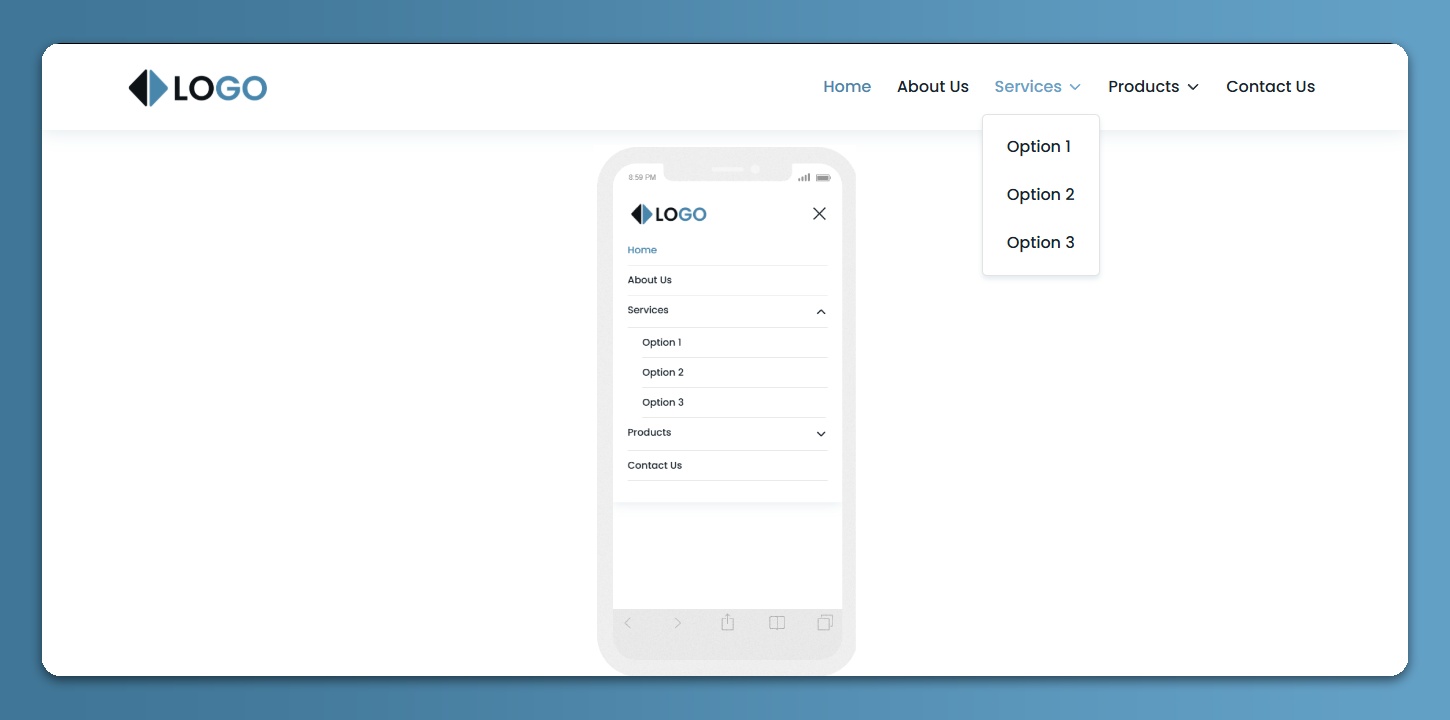 LOGO
Home About Us Services Products Contact Us
Option 1
Option 2
Option 3
8:59 PM
LOGO
Home
About Us
Services
Option 1
Option 2
Option 3
Products
Contact Us